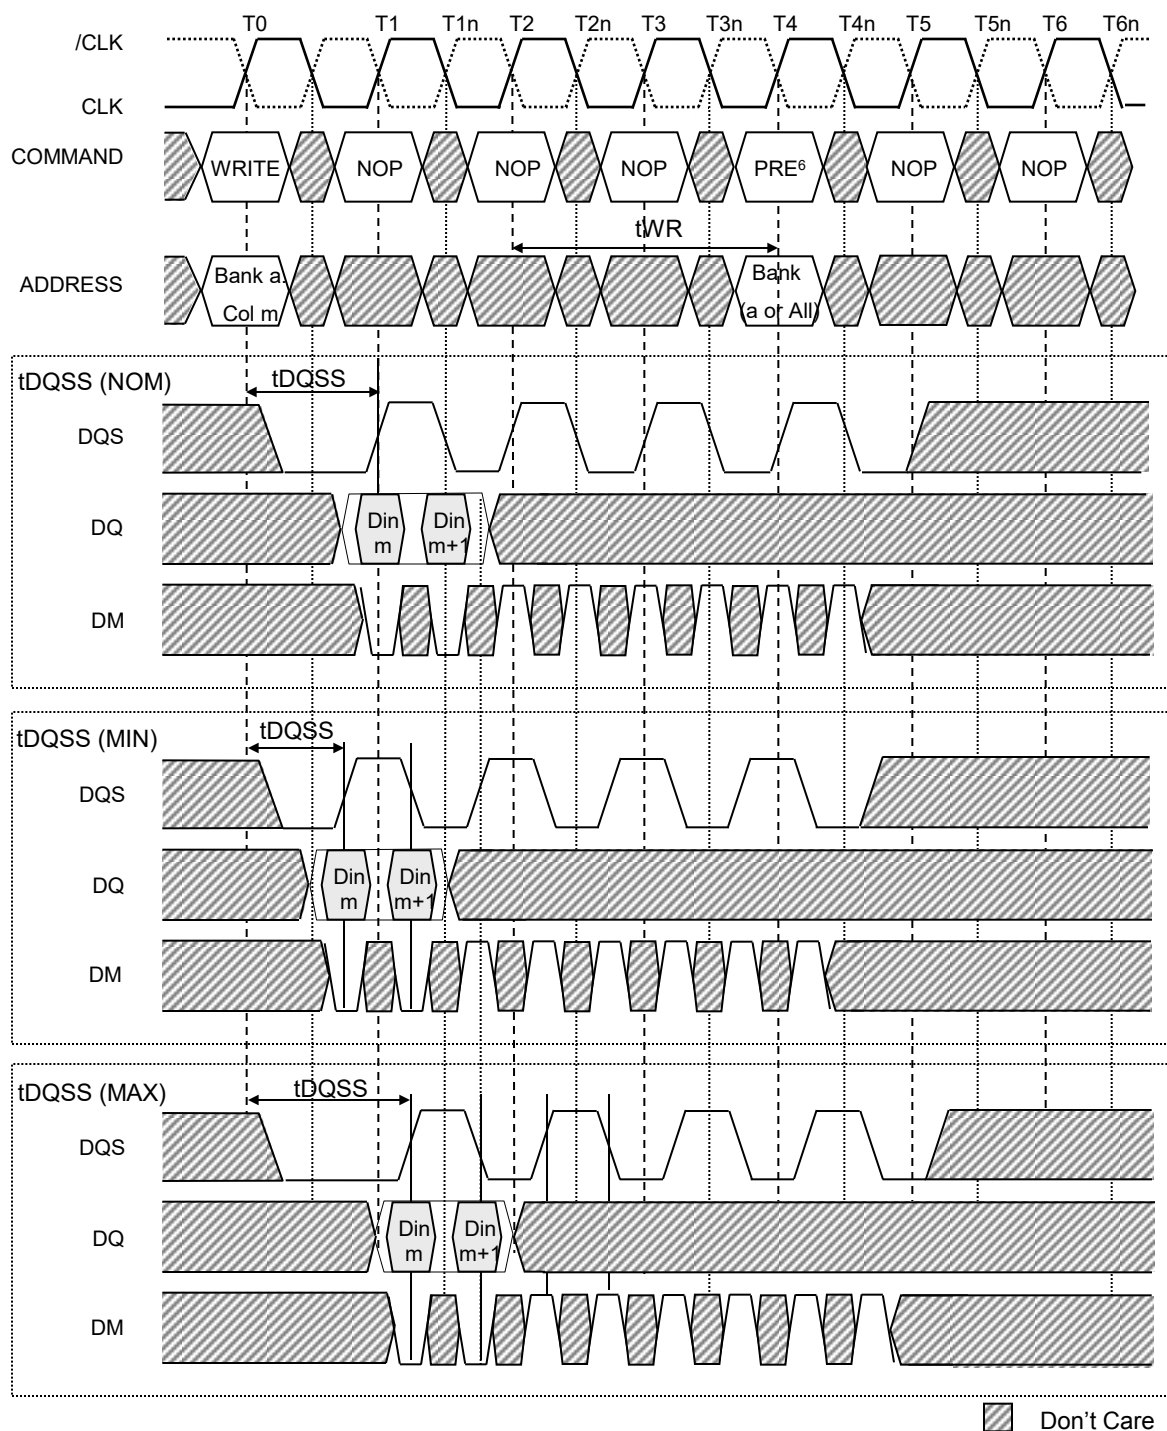 T0 T1 T1n T2 T2n T3 T3n T4 T4n T5 T5n T6 T6n
/CLK
CLK
COMMAND WRITE NOP NOP NOP PRE6 NOP NOP
tWR
ADDRESS Bank a. Bank
Col m (a or All)
tDQSS (NOM) tDQSS
DQS
DQ Din Din
m m+1
DM
tDQSS (MIN) tDQSS
DQS
DQ Din Din
m m+1
DM
tDQSS (MAX) tDQSS
DQS
DQ Din Din
m m+1
DM
Don't Care